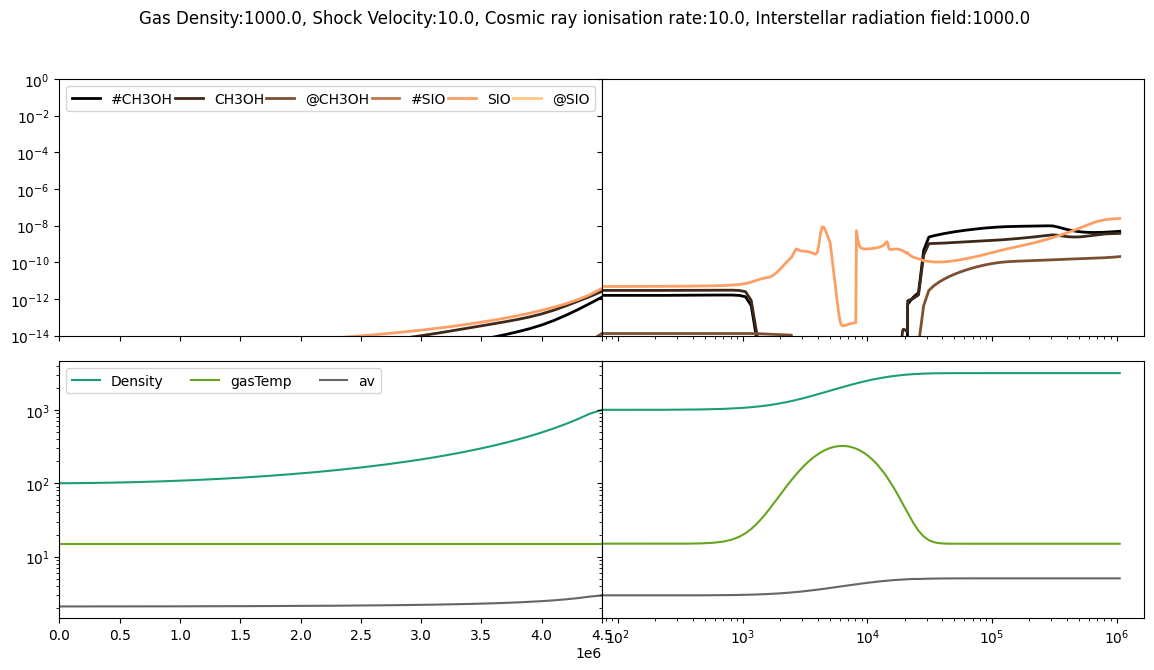 Gas Density:1000.0, Shock Velocity:10.0, Cosmic ray ionisation rate:10.0, Interstellar radiation field:1000.0
10^0
10^-2
10^-4
10^-6
10^-8
10^-10
10^-12
10^-14
#CH3OH CH3OH @CH3OH #SIO SIO @SIO
10^3
10^2
10^1
Density gasTemp av
0.0 0.5 1.0 1.5 2.0 2.5 3.0 3.5 4.0 4.5
1e6
10^2 10^3 10^4 10^5 10^6